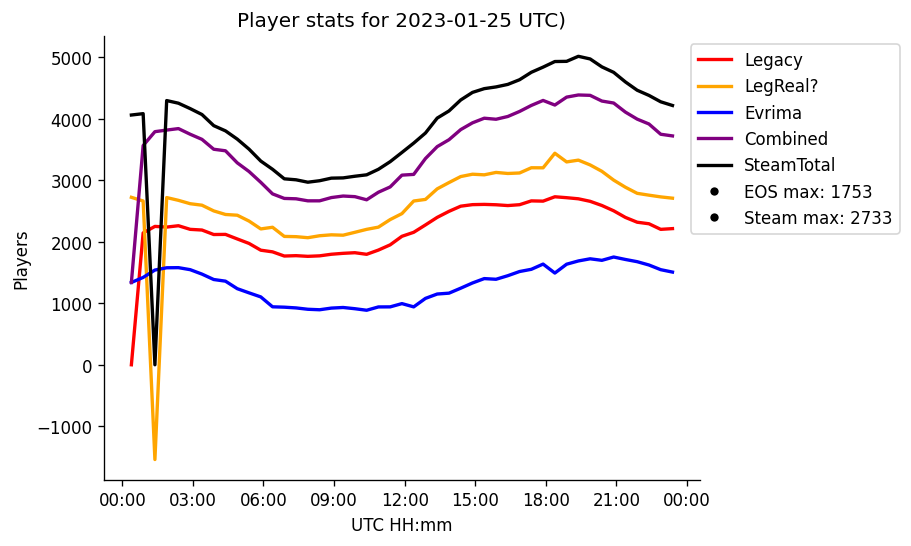 Player stats for 2023-01-25 UTC)
Players
5000
4000
3000
2000
1000
0
−1000
00:00 03:00 06:00 09:00 12:00 15:00 18:00 21:00 00:00
UTC HH:mm
Legacy
LegReal?
Evrima
Combined
SteamTotal
EOS max: 1753
Steam max: 2733